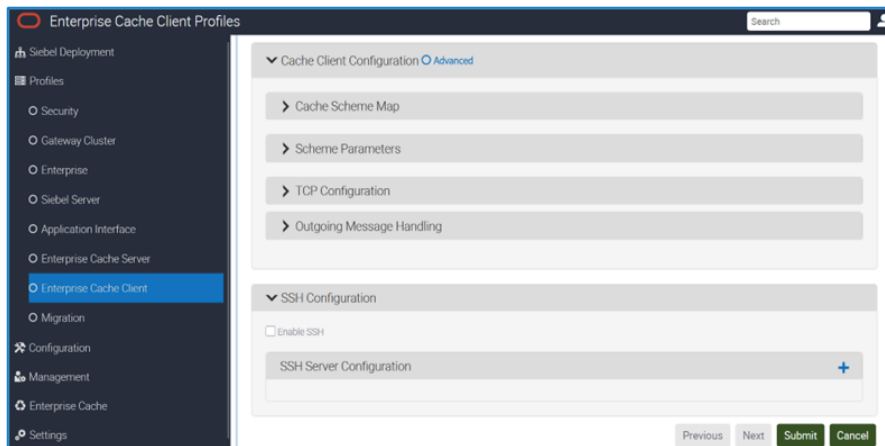 Enterprise Cache Client Profiles
Search
Siebel Deployment
Profiles
Security
Gateway Cluster
Enterprise
Siebel Server
Application Interface
Enterprise Cache Server
Enterprise Cache Client
Migration
Configuration
Management
Enterprise Cache
Settings
Cache Client Configuration Advanced
Cache Scheme Map
Scheme Parameters
TCP Configuration
Outgoing Message Handling
SSH Configuration
Enable SSH
SSH Server Configuration +
Previous Next Submit Cancel